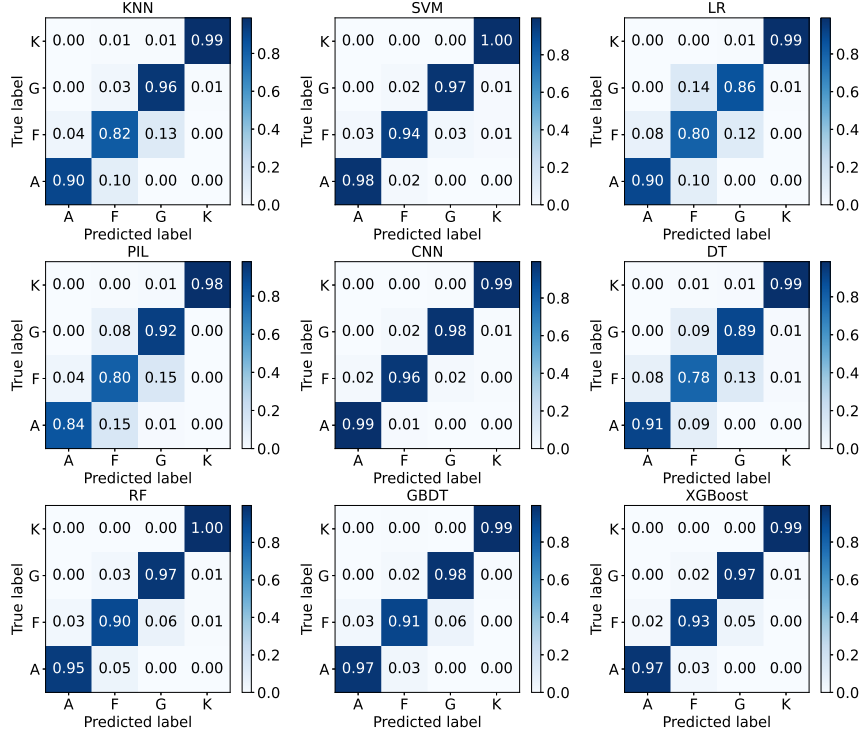 KNN
K 0.00 0.01 0.01 0.99
G 0.00 0.03 0.96 0.01
F 0.04 0.82 0.13 0.00
A 0.90 0.10 0.00 0.00
A F G K
Predicted label
True label
0.8
0.6
0.4
0.2
0.0
SVM
K 0.00 0.00 0.00 1.00
G 0.00 0.02 0.97 0.01
F 0.03 0.94 0.03 0.01
A 0.98 0.02 0.00 0.00
A F G K
Predicted label
True label
0.8
0.6
0.4
0.2
0.0
LR
K 0.00 0.00 0.01 0.99
G 0.00 0.14 0.86 0.01
F 0.08 0.80 0.12 0.00
A 0.90 0.10 0.00 0.00
A F G K
Predicted label
True label
0.8
0.6
0.4
0.2
0.0
PIL
K 0.00 0.00 0.01 0.98
G 0.00 0.08 0.92 0.00
F 0.04 0.80 0.15 0.00
A 0.84 0.15 0.01 0.00
A F G K
Predicted label
True label
0.8
0.6
0.4
0.2
0.0
CNN
K 0.00 0.00 0.00 0.99
G 0.00 0.02 0.98 0.01
F 0.02 0.96 0.02 0.00
A 0.99 0.01 0.00 0.00
A F G K
Predicted label
True label
0.8
0.6
0.4
0.2
0.0
DT
K 0.00 0.01 0.01 0.99
G 0.00 0.09 0.89 0.01
F 0.08 0.78 0.13 0.01
A 0.91 0.09 0.00 0.00
A F G K
Predicted label
True label
0.8
0.6
0.4
0.2
0.0
RF
K 0.00 0.00 0.00 1.00
G 0.00 0.03 0.97 0.01
F 0.03 0.90 0.06 0.01
A 0.95 0.05 0.00 0.00
A F G K
Predicted label
True label
0.8
0.6
0.4
0.2
0.0
GBDT
K 0.00 0.00 0.00 0.99
G 0.00 0.02 0.98 0.00
F 0.03 0.91 0.06 0.00
A 0.97 0.03 0.00 0.00
A F G K
Predicted label
True label
0.8
0.6
0.4
0.2
0.0
XGBoost
K 0.00 0.00 0.00 0.99
G 0.00 0.02 0.97 0.01
F 0.02 0.93 0.05 0.00
A 0.97 0.03 0.00 0.00
A F G K
Predicted label
True label
0.8
0.6
0.4
0.2
0.0